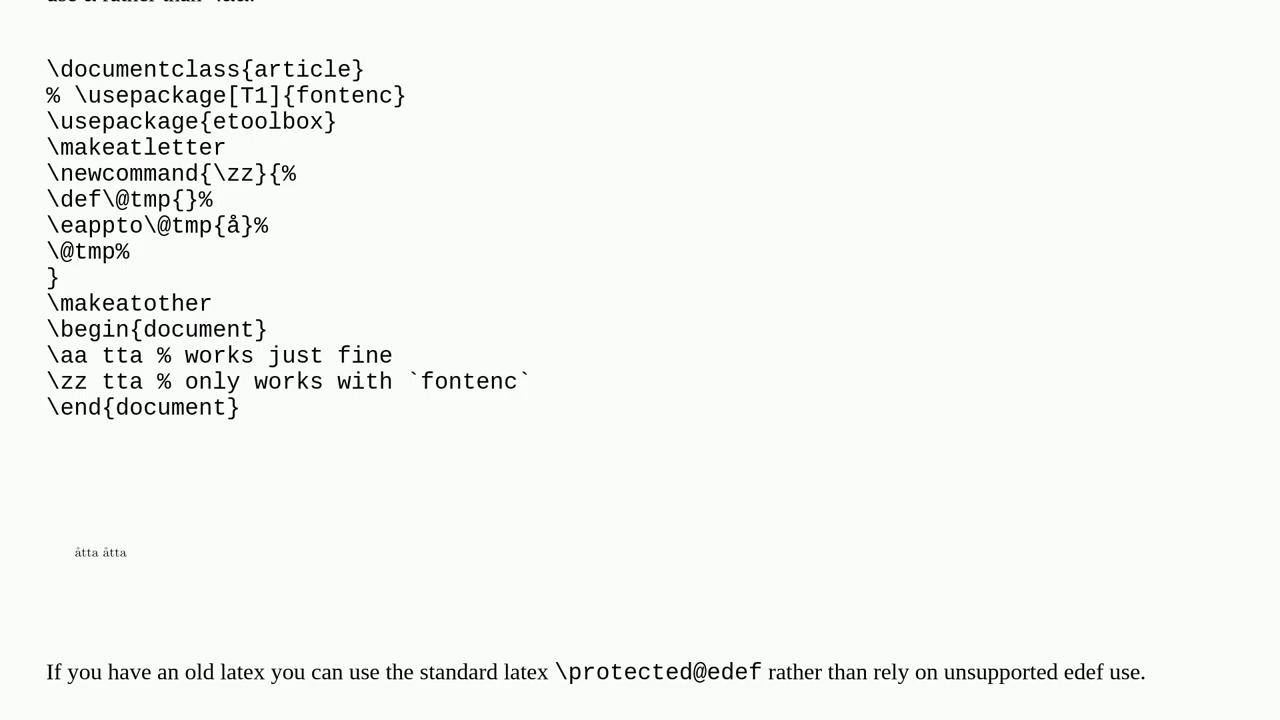 \documentclass{article}
% \usepackage[T1]{fontenc}
\usepackage{etoolbox}
\makeatletter
\newcommand{\zz}{%
\def\@tmp{}%
\eappto\@tmp{å}%
\@tmp%
}
\makeatother
\begin{document}
\aa tta % works just fine
\zz tta % only works with `fontenc`
\end{document}
åtta åtta
If you have an old latex you can use the standard latex \protected@edef rather than rely on unsupported edef use.